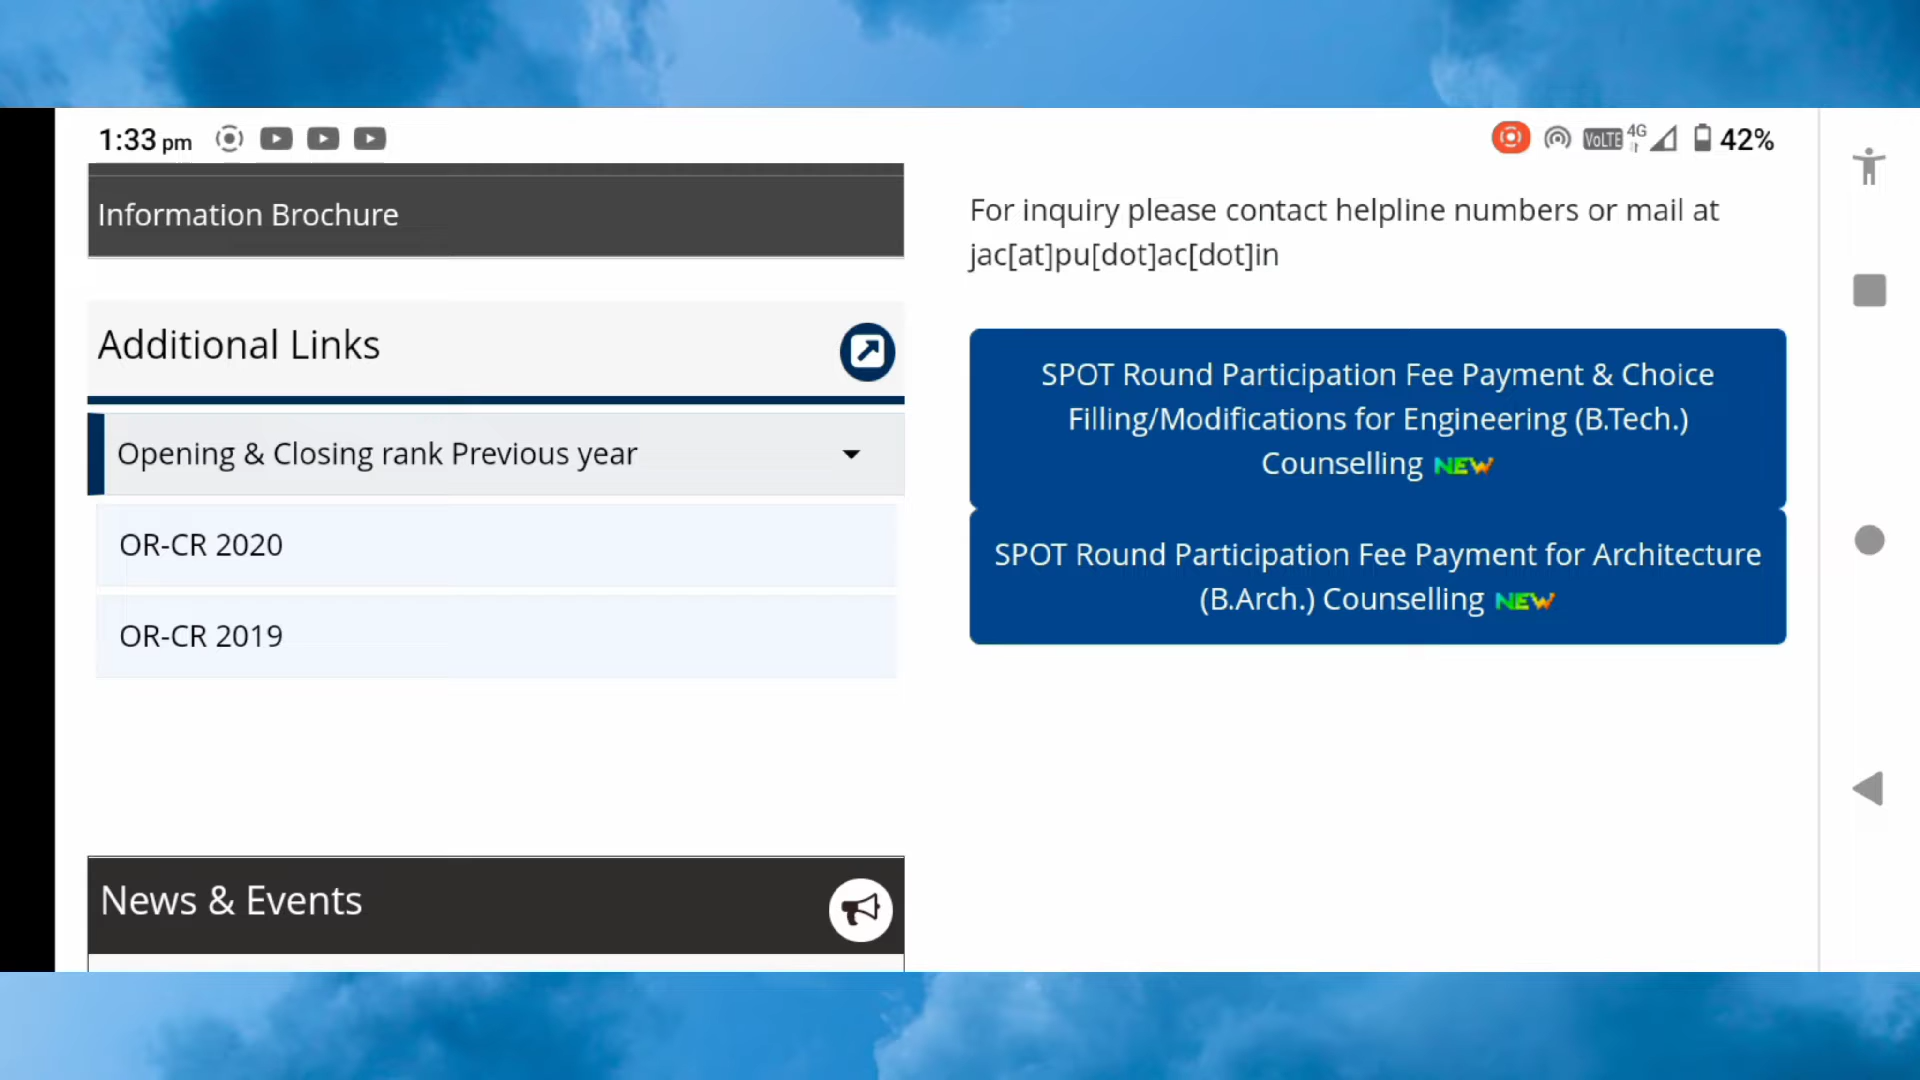 1:33 pm
VoLTE 4G 42%
Information Brochure
Additional Links
Opening & Closing rank Previous year
OR-CR 2020
OR-CR 2019
News & Events
For inquiry please contact helpline numbers or mail at
jac[at]pu[dot]ac[dot]in
SPOT Round Participation Fee Payment & Choice
Filling/Modifications for Engineering (B.Tech.)
Counselling NEW
SPOT Round Participation Fee Payment for Architecture
(B.Arch.) Counselling NEW